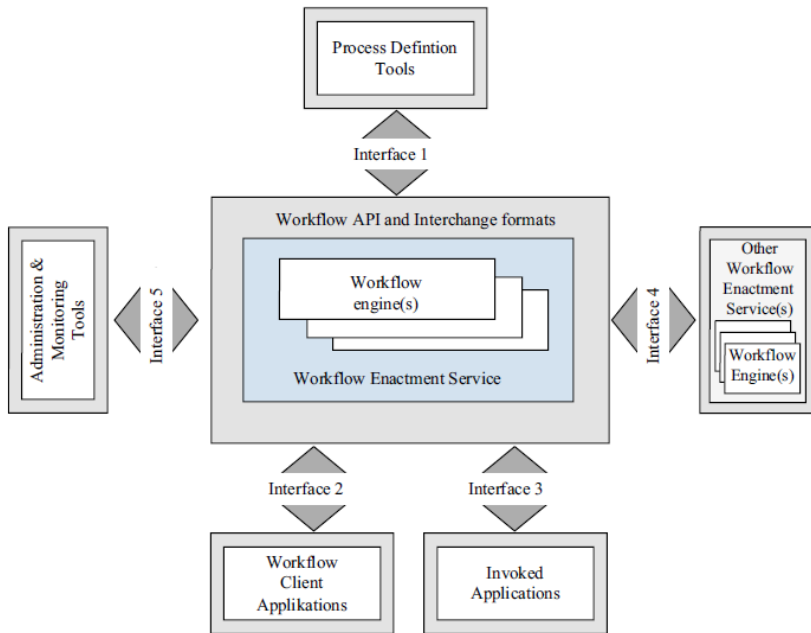 Process Defintion
Tools
Interface 1
Workflow API and Interchange formats
Workflow
engine(s)
Workflow Enactment Service
Administration &
Monitoring
Tools
Interface 5
Interface 4
Other
Workflow
Enactment
Service(s)
Workflow
Engine(s)
Interface 2
Interface 3
Workflow
Client
Applikations
Invoked
Applications